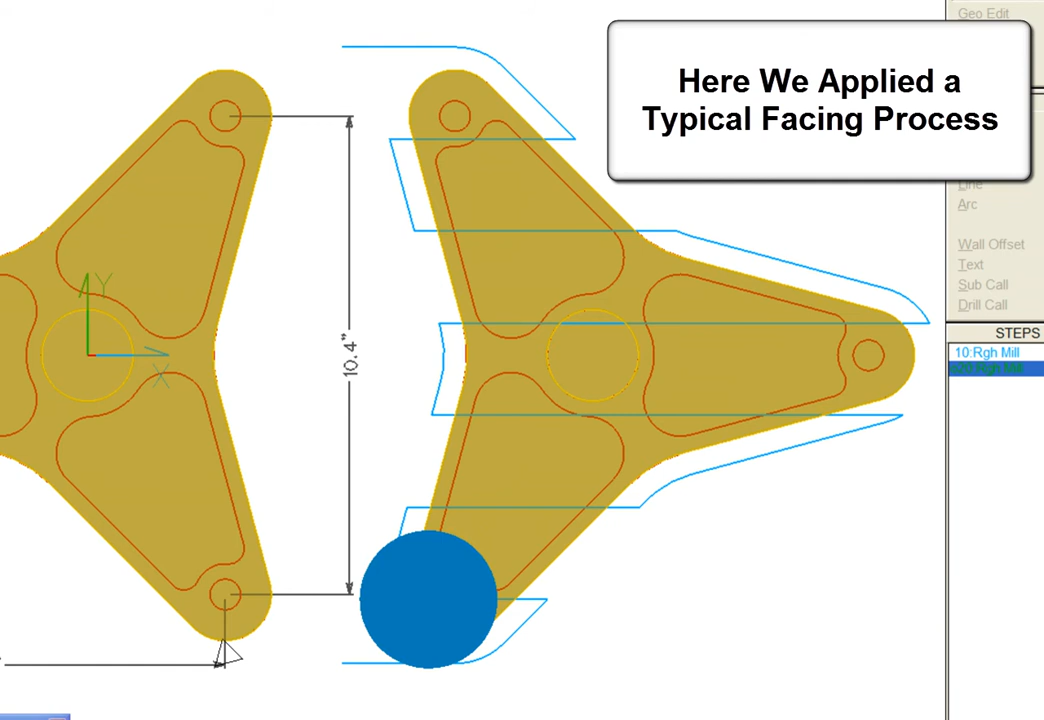 Geo Edit
Here We Applied a
Typical Facing Process
Line
Arc
Wall Offset
Text
Sub Call
Drill Call
Y
X
10.4"
STEPS
10:Rgh Mill
20:Rgh Mill